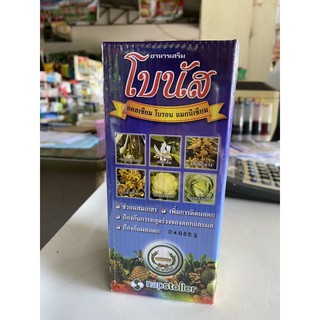 อาหารเสริม
โบนัส
แคลเซียม โบรอน แมกนีเซียม
• ช่วยผสมเกสร • เพิ่มการติดผลดก
• ป้องกันการหลุดร่วงของดอกและผล
• ป้องกันผลแตก 040863
napstoller